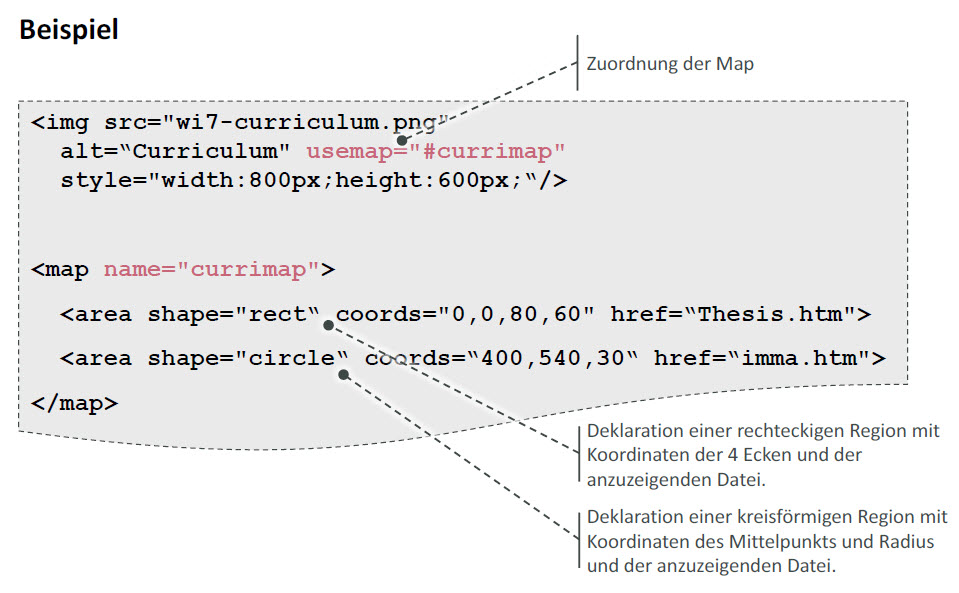 Beispiel
Zuordnung der Map
<img src="wi7-curriculum.png"
alt=“Curriculum" usemap="#currimap"
style="width:800px;height:600px;“/>
<map name="currimap">
<area shape="rect“ coords="0,0,80,60" href=“Thesis.htm">
<area shape="circle“ coords=“400,540,30“ href=“imma.htm">
</map>
Deklaration einer rechteckigen Region mit
Koordinaten der 4 Ecken und der
anzuzeigenden Datei.
Deklaration einer kreisförmigen Region mit
Koordinaten des Mittelpunkts und Radius
und der anzuzeigenden Datei.